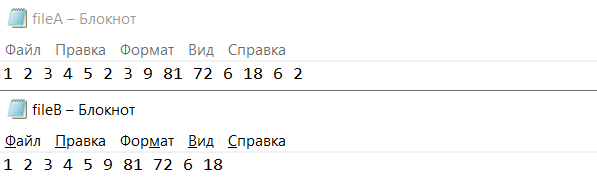 fileA – Блокнот
Файл Правка Формат Вид Справка
1 2 3 4 5 2 3 9 81 72 6 18 6 2
fileB – Блокнот
Файл Правка Формат Вид Справка
1 2 3 4 5 9 81 72 6 18